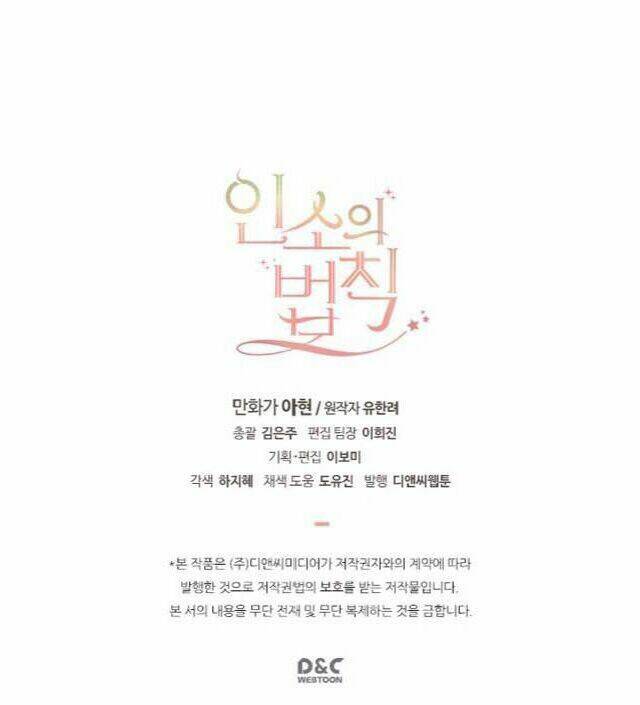 인소의
법칙
만화가 아현 / 원작자 유한려
총괄 김은주 편집 팀장 이희진
기획·편집 이보미
각색 하지혜 채색 도움 도유진 발행 디앤씨웹툰
*본 작품은 (주)디앤씨미디어가 저작권자와의 계약에 따라
발행한 것으로 저작권법의 보호를 받는 저작물입니다.
본 서의 내용을 무단 전재 및 무단 복제하는 것을 금합니다.
D&C
WEBTOON